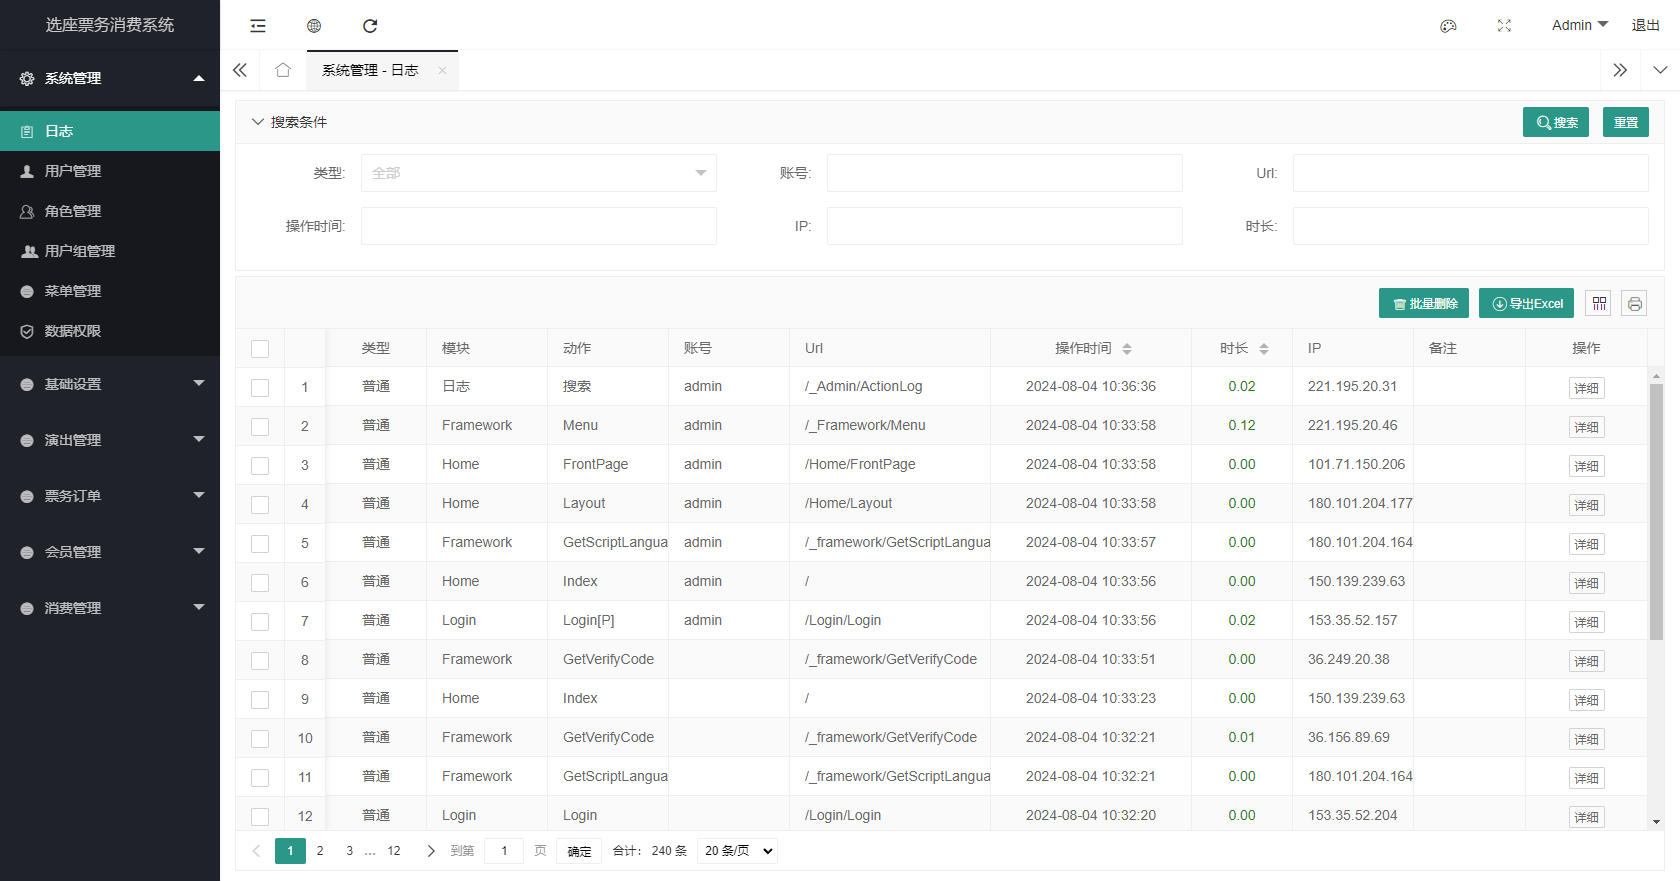 选座票务消费系统
Admin 退出
系统管理
系统管理 - 日志
日志
用户管理
角色管理
用户组管理
菜单管理
数据权限
基础设置
演出管理
票务订单
会员管理
消费管理
搜索条件 搜索 重置
类型: 全部 账号: Url:
操作时间: IP: 时长:
批量删除 导出Excel
类型 模块 动作 账号 Url 操作时间 时长 IP 备注 操作
1 普通 日志 搜索 admin /_Admin/ActionLog 2024-08-04 10:36:36 0.02 221.195.20.31 详细
2 普通 Framework Menu admin /_Framework/Menu 2024-08-04 10:33:58 0.12 221.195.20.46 详细
3 普通 Home FrontPage admin /Home/FrontPage 2024-08-04 10:33:58 0.00 101.71.150.206 详细
4 普通 Home Layout admin /Home/Layout 2024-08-04 10:33:58 0.00 180.101.204.177 详细
5 普通 Framework GetScriptLangua admin /_framework/GetScriptLangua 2024-08-04 10:33:57 0.00 180.101.204.164 详细
6 普通 Home Index admin / 2024-08-04 10:33:56 0.00 150.139.239.63 详细
7 普通 Login Login[P] admin /Login/Login 2024-08-04 10:33:56 0.02 153.35.52.157 详细
8 普通 Framework GetVerifyCode /_framework/GetVerifyCode 2024-08-04 10:33:51 0.00 36.249.20.38 详细
9 普通 Home Index / 2024-08-04 10:33:23 0.00 150.139.239.63 详细
10 普通 Framework GetVerifyCode /_framework/GetVerifyCode 2024-08-04 10:32:21 0.01 36.156.89.69 详细
11 普通 Framework GetScriptLangua /_framework/GetScriptLangua 2024-08-04 10:32:21 0.00 180.101.204.164 详细
12 普通 Login Login /Login/Login 2024-08-04 10:32:20 0.00 153.35.52.204 详细
1 2 3 … 12 到第 1 页 确定 合计: 240 条 20 条/页